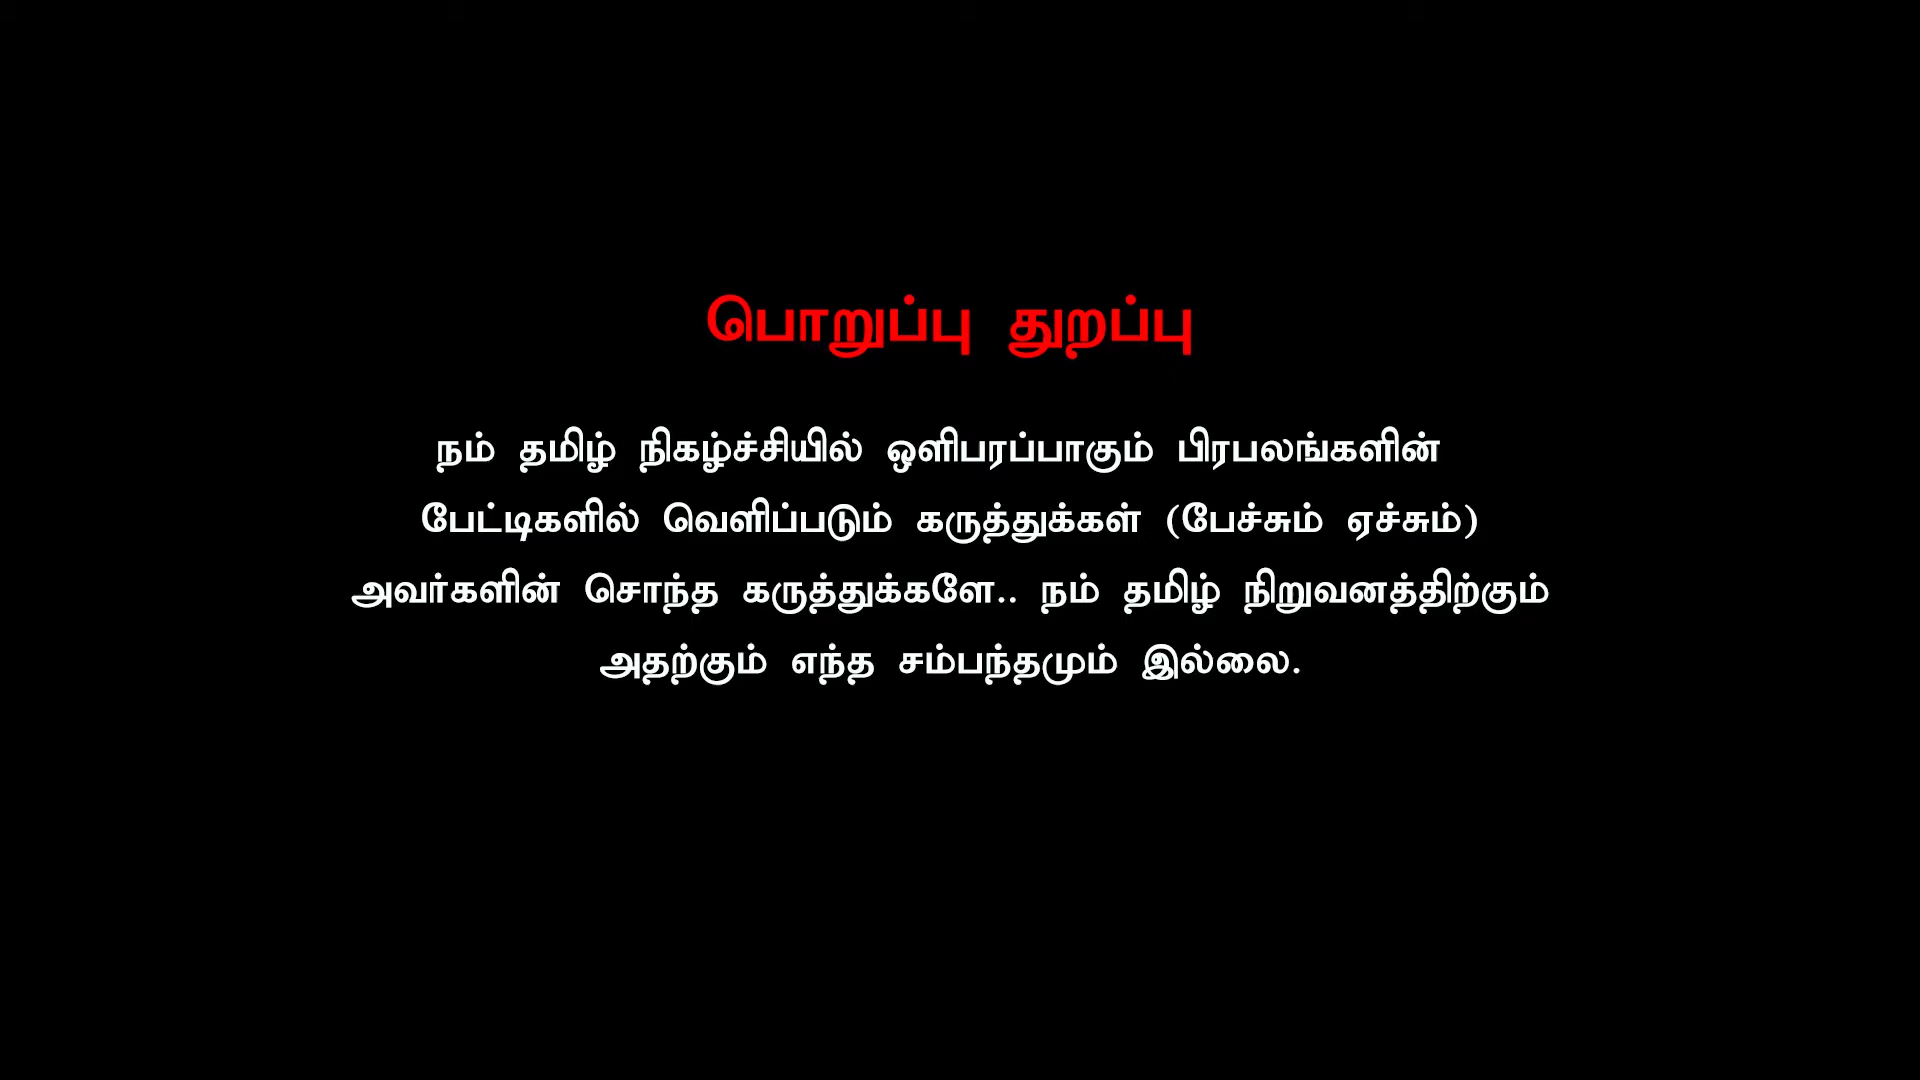 பொறுப்பு துறப்பு
நம் தமிழ் நிகழ்ச்சியில் ஒளிபரப்பாகும் பிரபலங்களின்
பேட்டிகளில் வெளிப்படும் கருத்துக்கள் (பேச்சும் ஏச்சும்)
அவர்களின் சொந்த கருத்துக்களே.. நம் தமிழ் நிறுவனத்திற்கும்
அதற்கும் எந்த சம்பந்தமும் இல்லை.